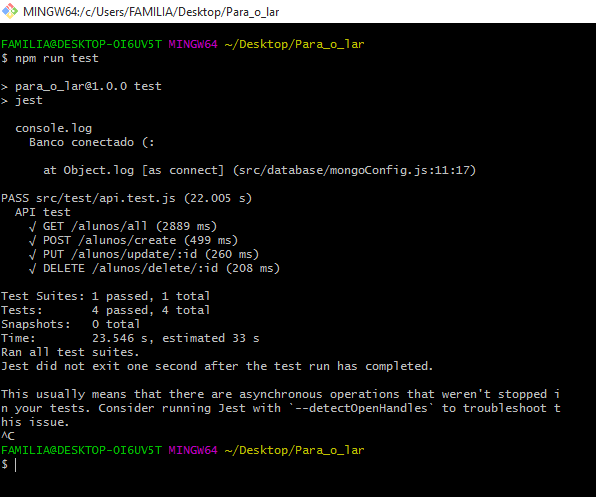 MINGW64:/c/Users/FAMILIA/Desktop/Para_o_lar
FAMILIA@DESKTOP-OI6UV5T MINGW64 ~/Desktop/Para_o_lar
$ npm run test
> para_o_lar@1.0.0 test
> jest
console.log
Banco conectado (:
at Object.log [as connect] (src/database/mongoConfig.js:11:17)
PASS src/test/api.test.js (22.005 s)
API test
√ GET /alunos/all (2889 ms)
√ POST /alunos/create (499 ms)
√ PUT /alunos/update/:id (260 ms)
√ DELETE /alunos/delete/:id (208 ms)
Test Suites: 1 passed, 1 total
Tests:       4 passed, 4 total
Snapshots:   0 total
Time:        23.546 s, estimated 33 s
Ran all test suites.
Jest did not exit one second after the test run has completed.
This usually means that there are asynchronous operations that weren't stopped i
n your tests. Consider running Jest with `--detectOpenHandles` to troubleshoot t
his issue.
^C
FAMILIA@DESKTOP-OI6UV5T MINGW64 ~/Desktop/Para_o_lar
$